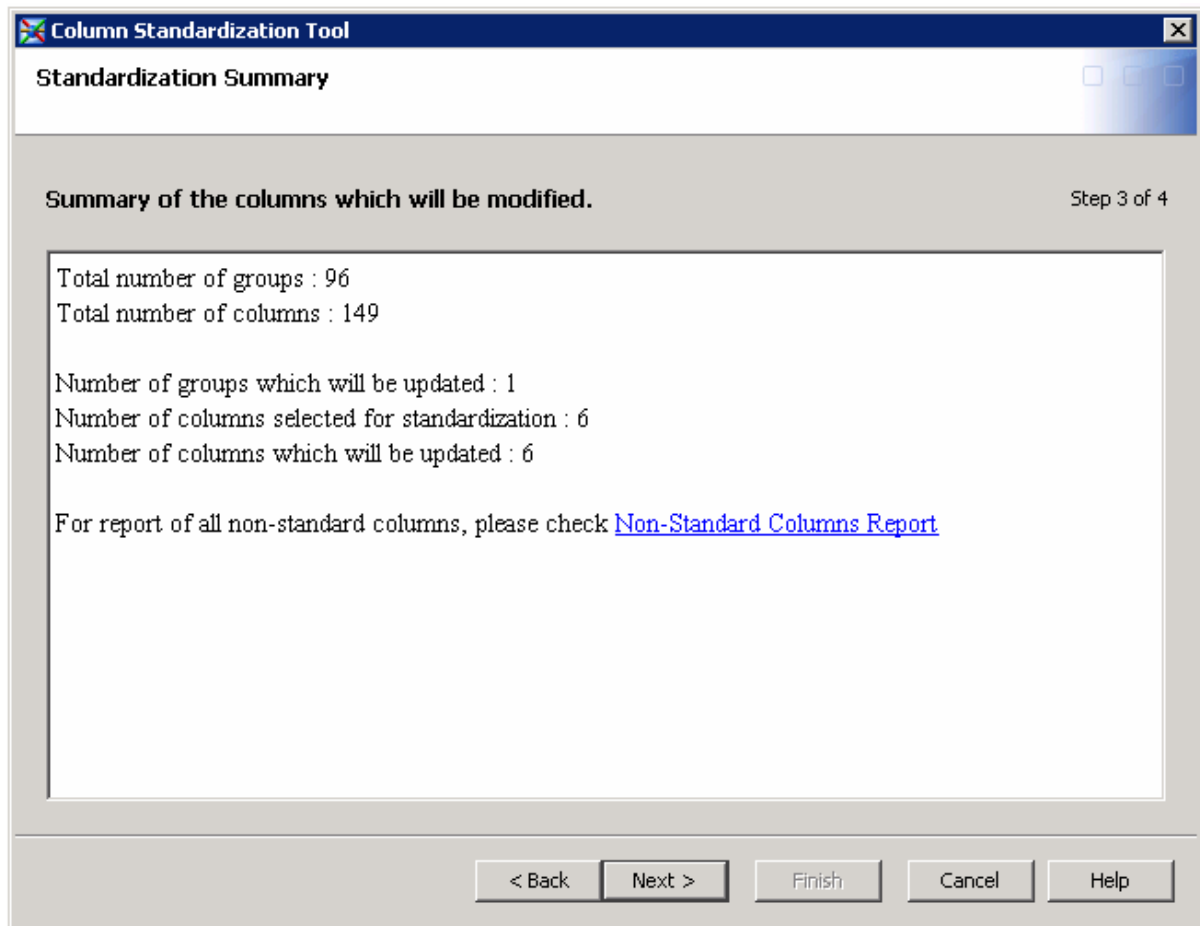 Column Standardization Tool
Standardization Summary
Summary of the columns which will be modified.
Step 3 of 4
Total number of groups : 96
Total number of columns : 149
Number of groups which will be updated : 1
Number of columns selected for standardization : 6
Number of columns which will be updated : 6
For report of all non-standard columns, please check Non-Standard Columns Report
< Back
Next >
Finish
Cancel
Help